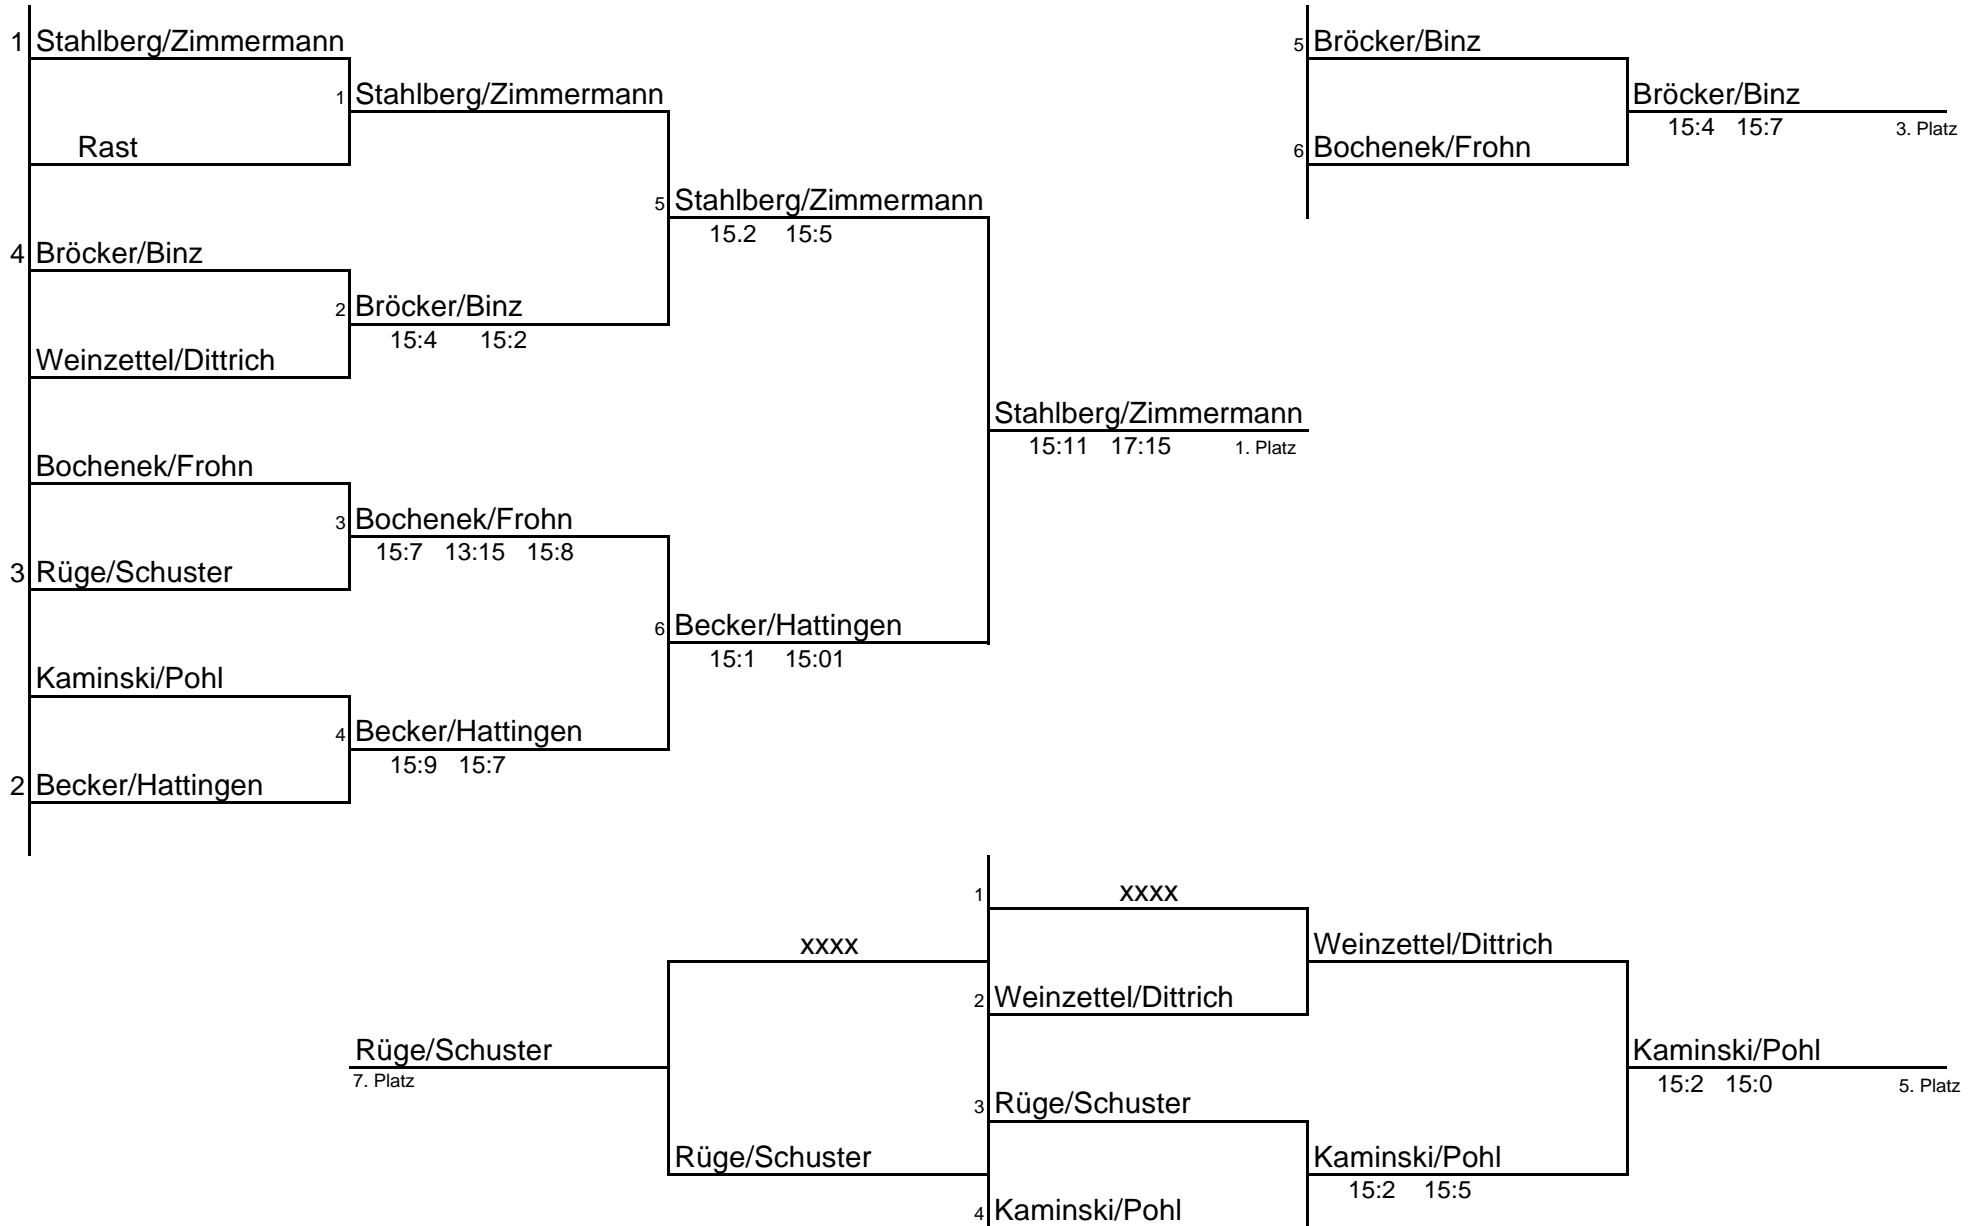 1 Stahlberg/Zimmermann
5 Bröcker/Binz
1 Stahlberg/Zimmermann
Bröcker/Binz
15:4 15:7 3. Platz
Rast
6 Bochenek/Frohn
5 Stahlberg/Zimmermann
15.2 15:5
4 Bröcker/Binz
2 Bröcker/Binz
15:4 15:2
Weinzettel/Dittrich
Stahlberg/Zimmermann
15:11 17:15 1. Platz
Bochenek/Frohn
3 Bochenek/Frohn
15:7 13:15 15:8
3 Rüge/Schuster
6 Becker/Hattingen
15:1 15:01
Kaminski/Pohl
4 Becker/Hattingen
15:9 15:7
2 Becker/Hattingen
1 xxxx
xxxx
Weinzettel/Dittrich
2 Weinzettel/Dittrich
Rüge/Schuster
7. Platz
Kaminski/Pohl
15:2 15:0 5. Platz
3 Rüge/Schuster
Rüge/Schuster
Kaminski/Pohl
15:2 15:5
4 Kaminski/Pohl